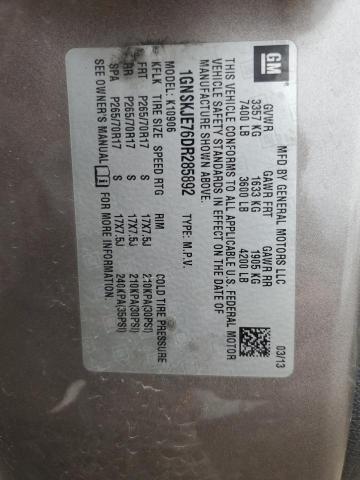 GM
MFD BY GENERAL MOTORS LLC
03/13
GVWR GAWR FRT GAWR RR
3357 KG 1633 KG 1905 KG
7400 LB 3600 LB 4200 LB
THIS VEHICLE CONFORMS TO ALL APPLICABLE U.S. FEDERAL MOTOR
VEHICLE SAFETY STANDARDS IN EFFECT ON THE DATE OF
MANUFACTURE SHOWN ABOVE.
1GNSKJE76DR285892 TYPE: M.P.V.
MODEL: K10906
KFLK TIRE SIZE SPEED RTG RIM COLD TIRE PRESSURE
FRT P265/70R17 S 17X7.5J 210KPA(30PSI)
RR P265/70R17 S 17X7.5J 210KPA(30PSI)
SPA P265/70R17 S 17X7.5J 240KPA(35PSI)
SEE OWNER'S MANUAL i FOR MORE INFORMATION.